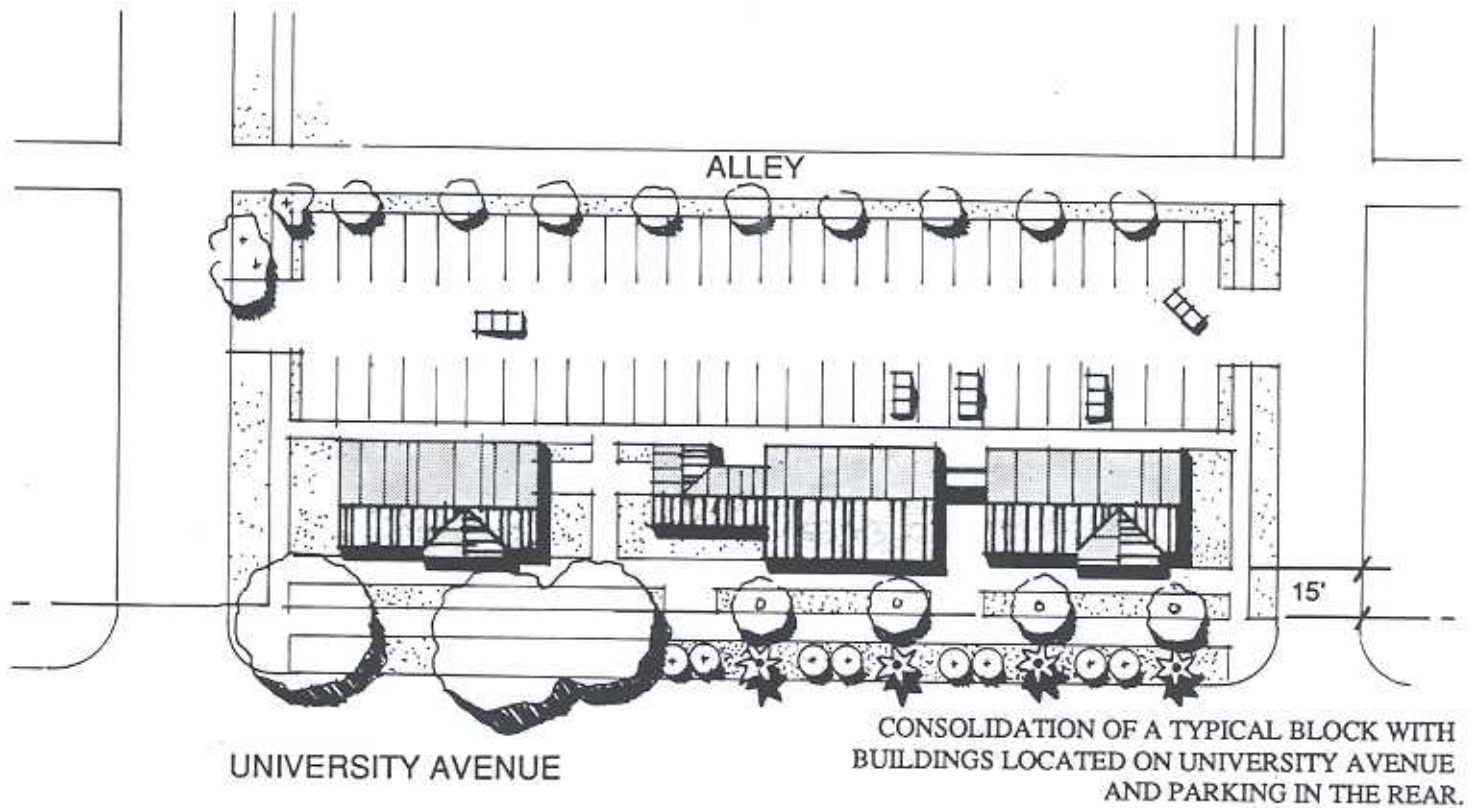 ALLEY
15'
UNIVERSITY AVENUE
CONSOLIDATION OF A TYPICAL BLOCK WITH
BUILDINGS LOCATED ON UNIVERSITY AVENUE
AND PARKING IN THE REAR.